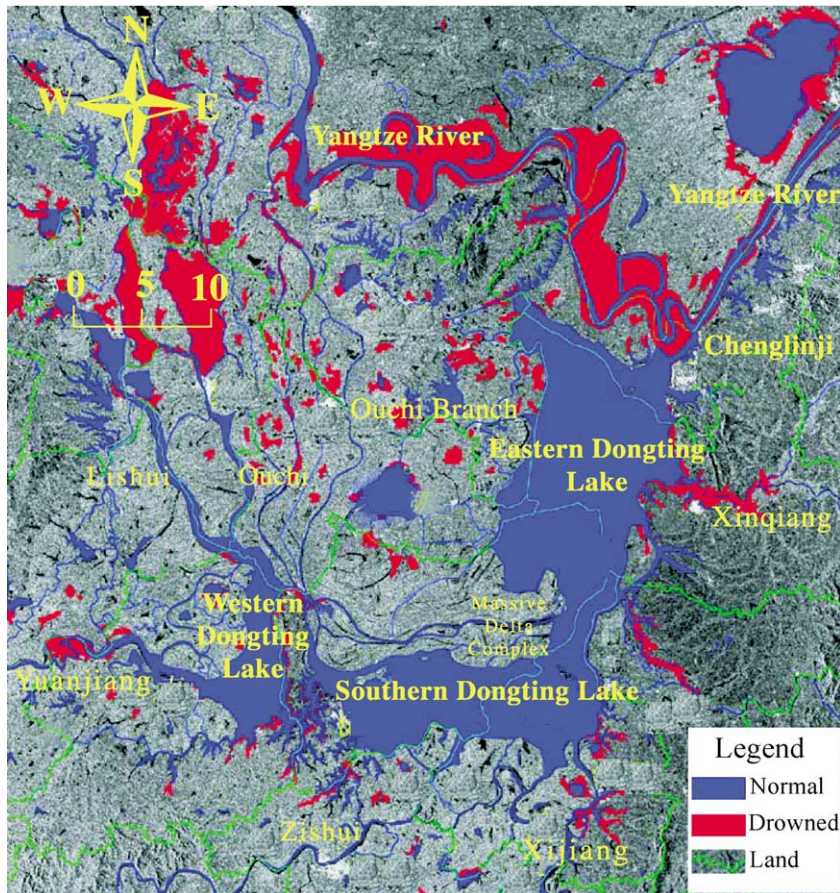 N
W E
S
Yangtze River
Yangtze River
0 5 10
Chenglinji
Ouchi Branch
Eastern Dongting
Lake
Lishui
Ouchi
Xinqiang
Western
Dongting
Lake
Massive
Delta
Complex
Yuanjiang
Southern Dongting Lake
Zishui
Xijiang
Legend
Normal
Drowned
Land